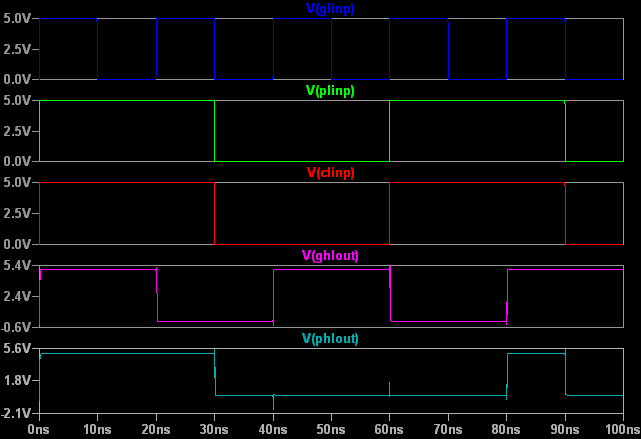 V(glinp)
5.0V
2.5V
0.0V
V(plinp)
5.0V
2.5V
0.0V
V(clinp)
5.0V
2.5V
0.0V
V(ghlout)
5.4V
2.4V
-0.6V
V(phlout)
5.6V
1.8V
-2.1V
0ns 10ns 20ns 30ns 40ns 50ns 60ns 70ns 80ns 90ns 100ns